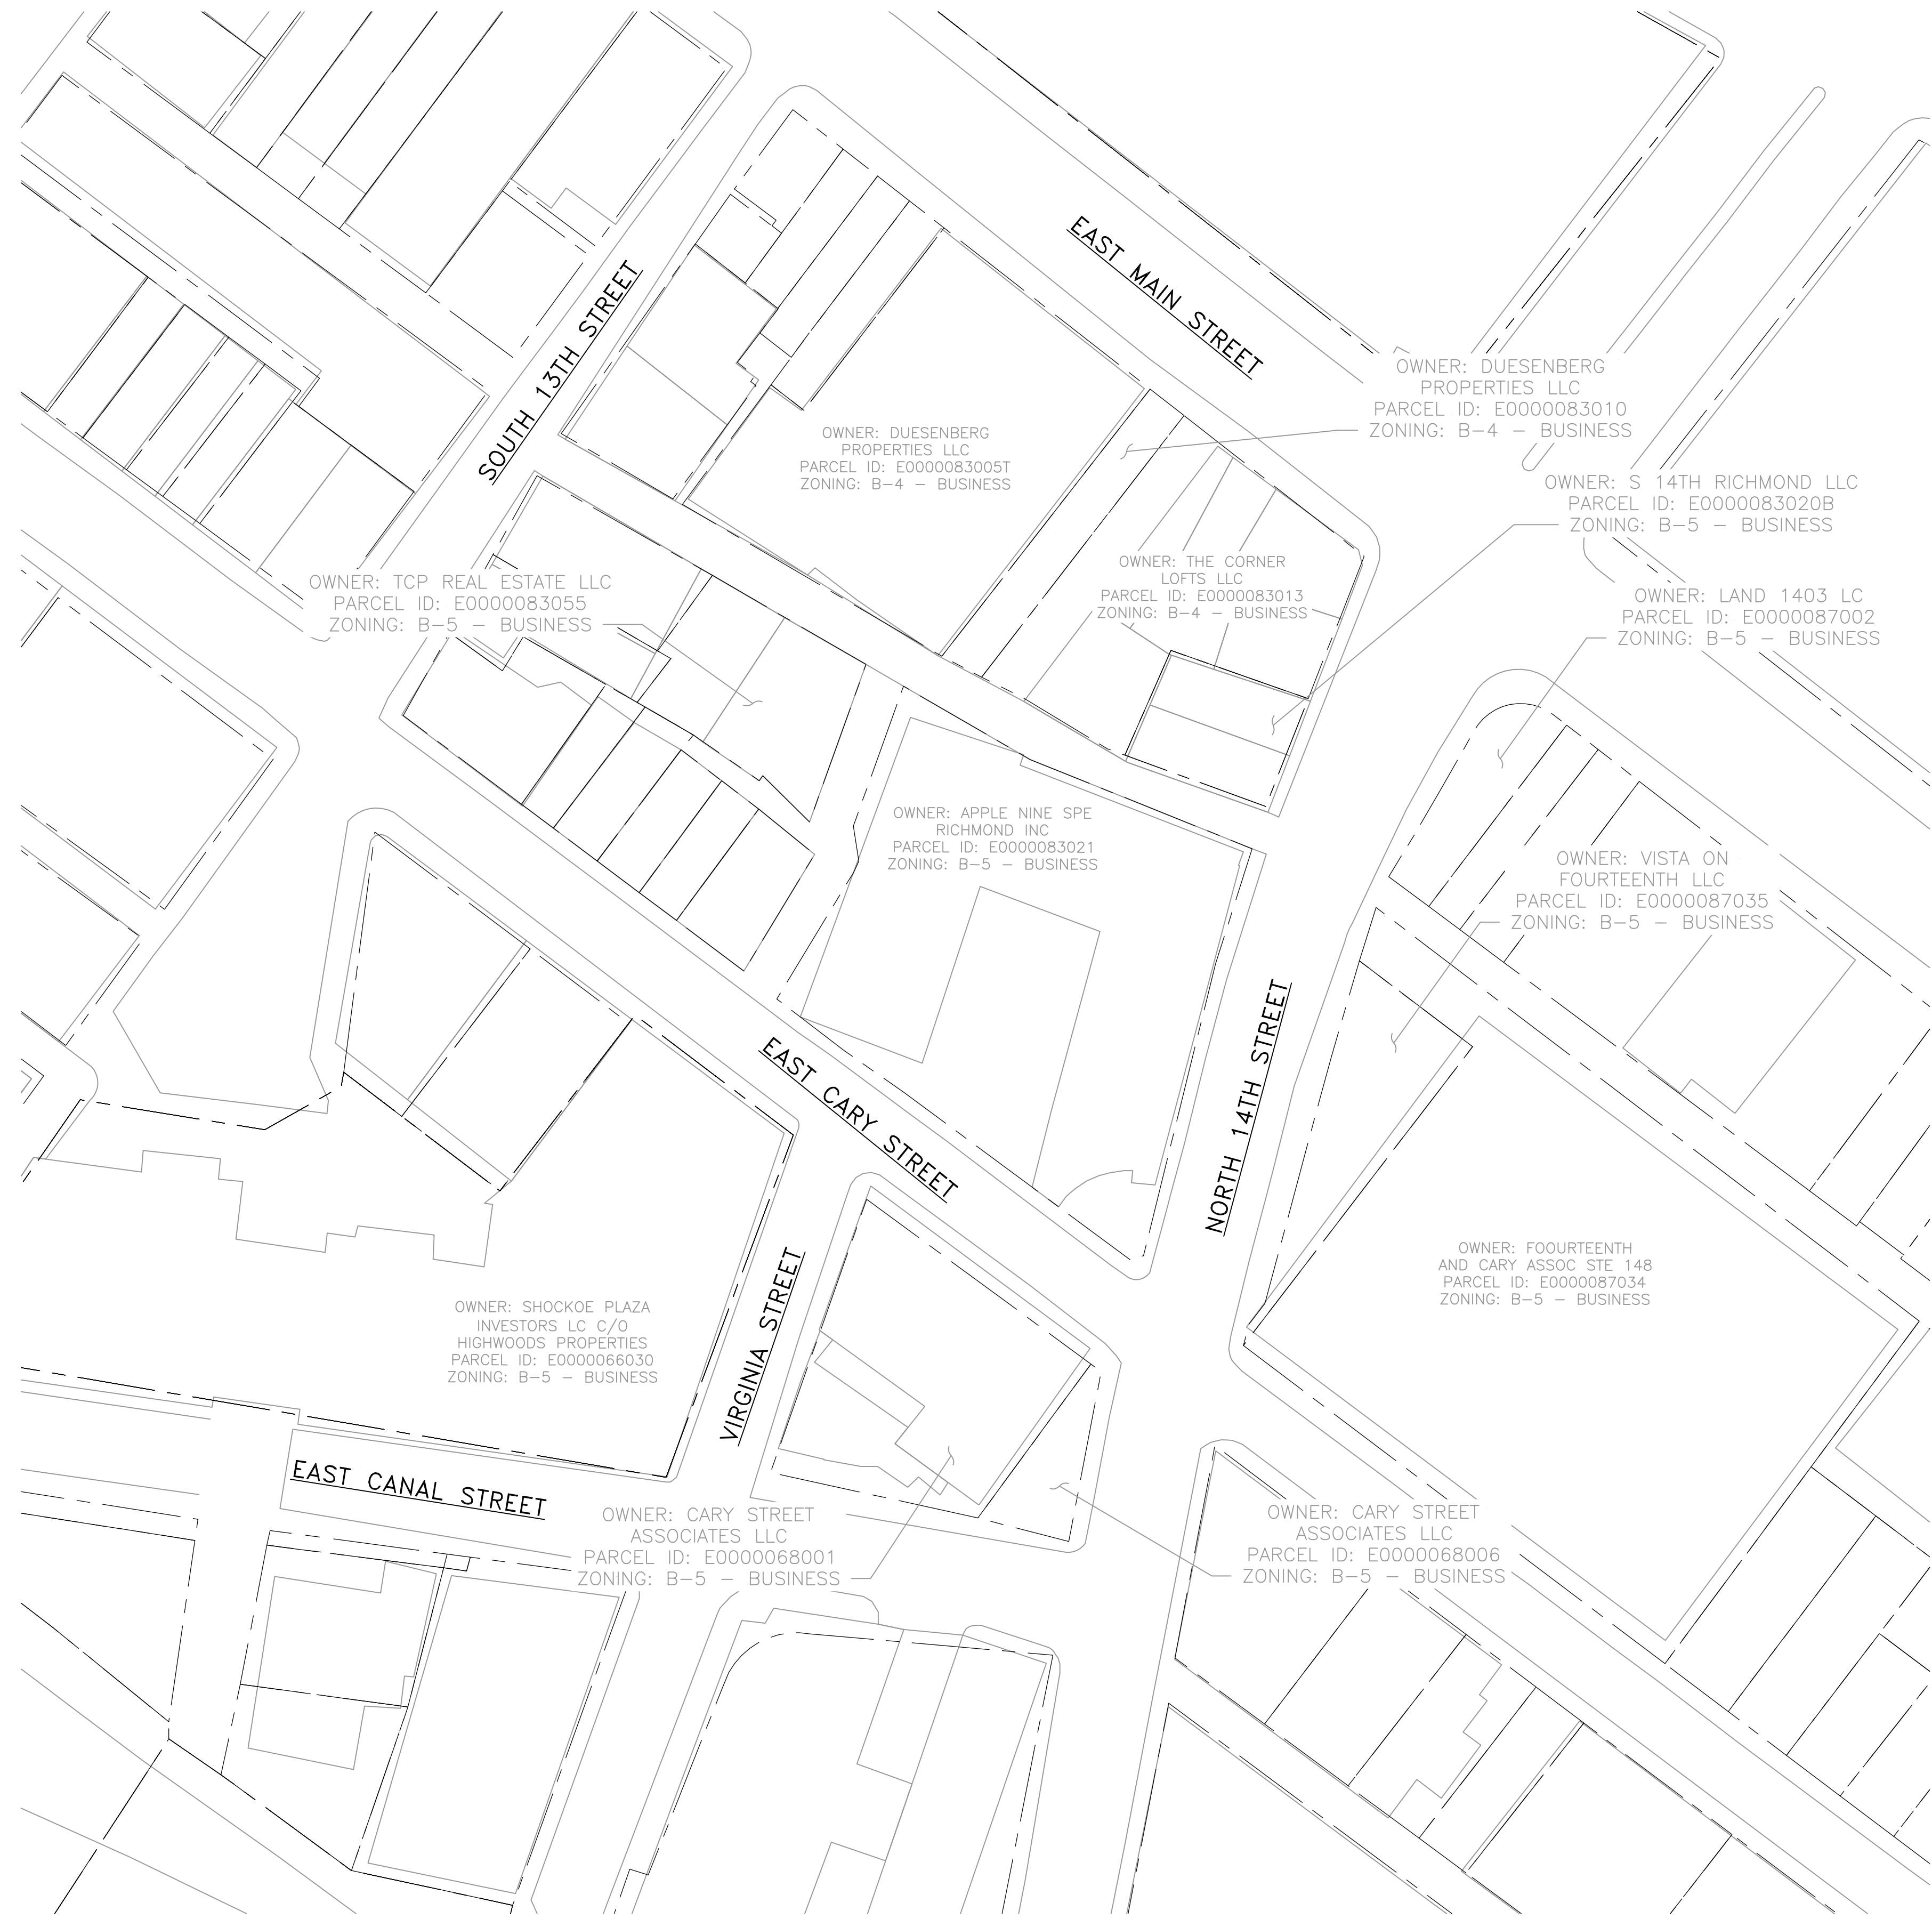 EAST MAIN STREET
SOUTH 13TH STREET
OWNER: DUESENBERG
PROPERTIES LLC
PARCEL ID: E0000083010
ZONING: B-4 - BUSINESS
OWNER: DUESENBERG
PROPERTIES LLC
PARCEL ID: E0000083005T
ZONING: B-4 - BUSINESS
OWNER: S 14TH RICHMOND LLC
PARCEL ID: E0000083020B
ZONING: B-5 - BUSINESS
OWNER: THE CORNER
LOFTS LLC
PARCEL ID: E0000083013
ZONING: B-4 - BUSINESS
OWNER: TCP REAL ESTATE LLC
PARCEL ID: E0000083055
ZONING: B-5 - BUSINESS
OWNER: LAND 1403 LC
PARCEL ID: E0000087002
ZONING: B-5 - BUSINESS
OWNER: APPLE NINE SPE
RICHMOND INC
PARCEL ID: E0000083021
ZONING: B-5 - BUSINESS
OWNER: VISTA ON
FOURTEENTH LLC
PARCEL ID: E0000087035
ZONING: B-5 - BUSINESS
EAST CARY STREET
NORTH 14TH STREET
OWNER: FOOURTEENTH
AND CARY ASSOC STE 148
PARCEL ID: E0000087034
ZONING: B-5 - BUSINESS
OWNER: SHOCKOE PLAZA
INVESTORS LC C/O
HIGHWOODS PROPERTIES
PARCEL ID: E0000066030
ZONING: B-5 - BUSINESS
VIRGINIA STREET
EAST CANAL STREET
OWNER: CARY STREET
ASSOCIATES LLC
PARCEL ID: E0000068001
ZONING: B-5 - BUSINESS
OWNER: CARY STREET
ASSOCIATES LLC
PARCEL ID: E0000068006
ZONING: B-5 - BUSINESS